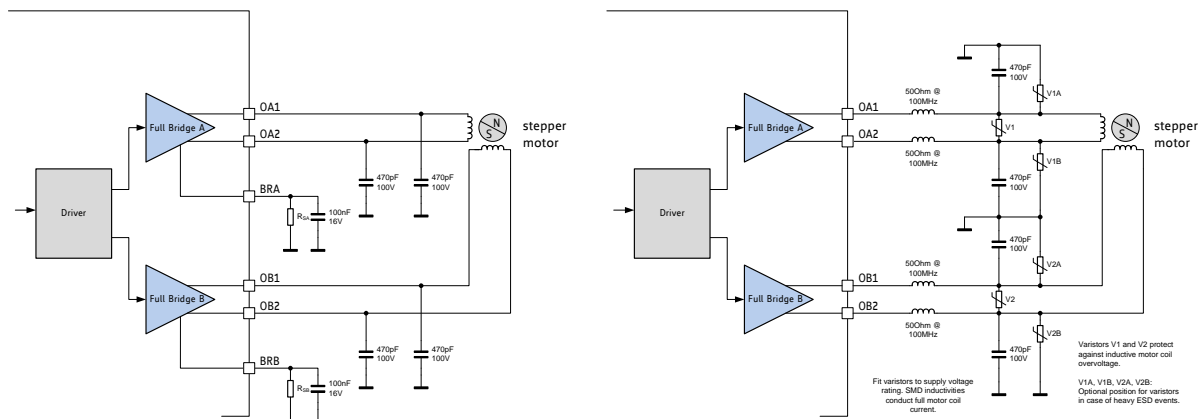 OA1
Full Bridge A
OA2
N
S
stepper
motor
470pF
100V
470pF
100V
BRA
Driver
RSA
100nF
16V
OB1
Full Bridge B
OB2
470pF
100V
470pF
100V
BRB
RSB
100nF
16V
470pF
100V
V1A
50Ohm @
100MHz
OA1
Full Bridge A
V1
OA2
N
S
stepper
motor
50Ohm @
100MHz
V1B
470pF
100V
Driver
470pF
100V
V2A
50Ohm @
100MHz
OB1
Full Bridge B
V2
OB2
50Ohm @
100MHz
V2B
470pF
100V
Varistors V1 and V2 protect
against inductive motor coil
overvoltage.
V1A, V1B, V2A, V2B:
Optional position for varistors
in case of heavy ESD events.
Fit varistors to supply voltage
rating. SMD inductivities
conduct full motor coil
current.